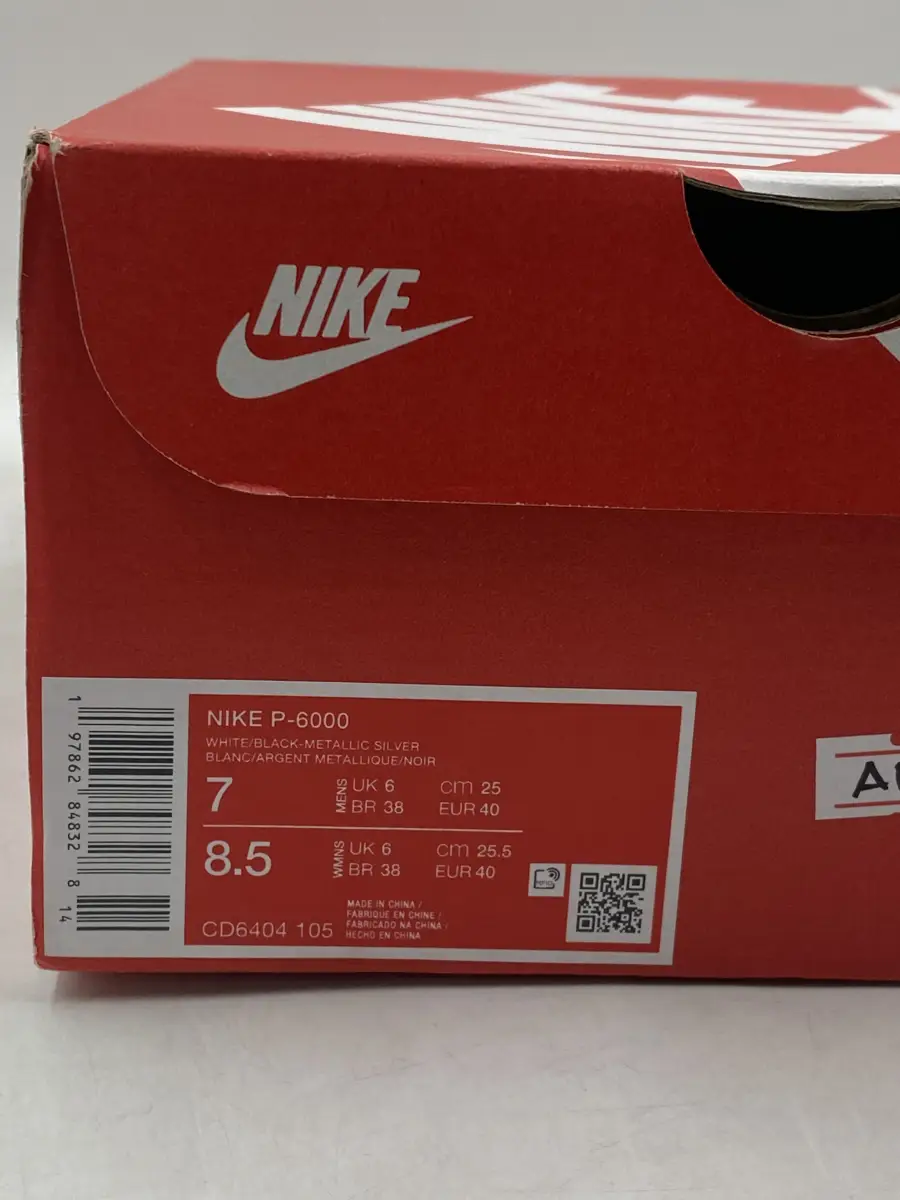 NIKE
NIKE P-6000
WHITE/BLACK-METALLIC SILVER
BLANC/ARGENT METALLIQUE/NOIR
7 MENS UK 6 cm 25
BR 38 EUR 40
8.5 WMNS UK 6 cm 25.5
BR 38 EUR 40
CD6404 105
MADE IN CHINA /
FABRIQUE EN CHINE /
FABRICADO NA CHINA /
HECHO EN CHINA
1 97862 84832 8 14